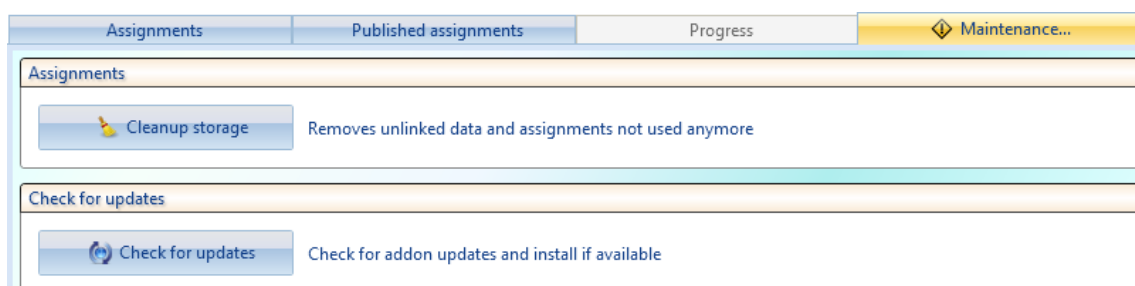 Assignments Published assignments Progress Maintenance...
Assignments
Cleanup storage Removes unlinked data and assignments not used anymore
Check for updates
Check for updates Check for addon updates and install if available